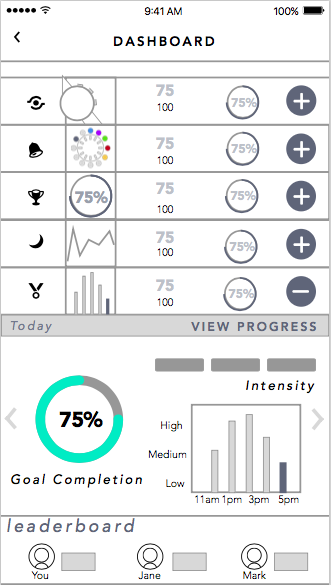 9:41 AM
100%
DASHBOARD
75
100
75%
75
100
75%
75%
75
100
75%
75
100
75%
75
100
75%
Today
VIEW PROGRESS
75%
Goal Completion
Intensity
High
Medium
Low
11am 1pm 3pm 5pm
leaderboard
You
Jane
Mark